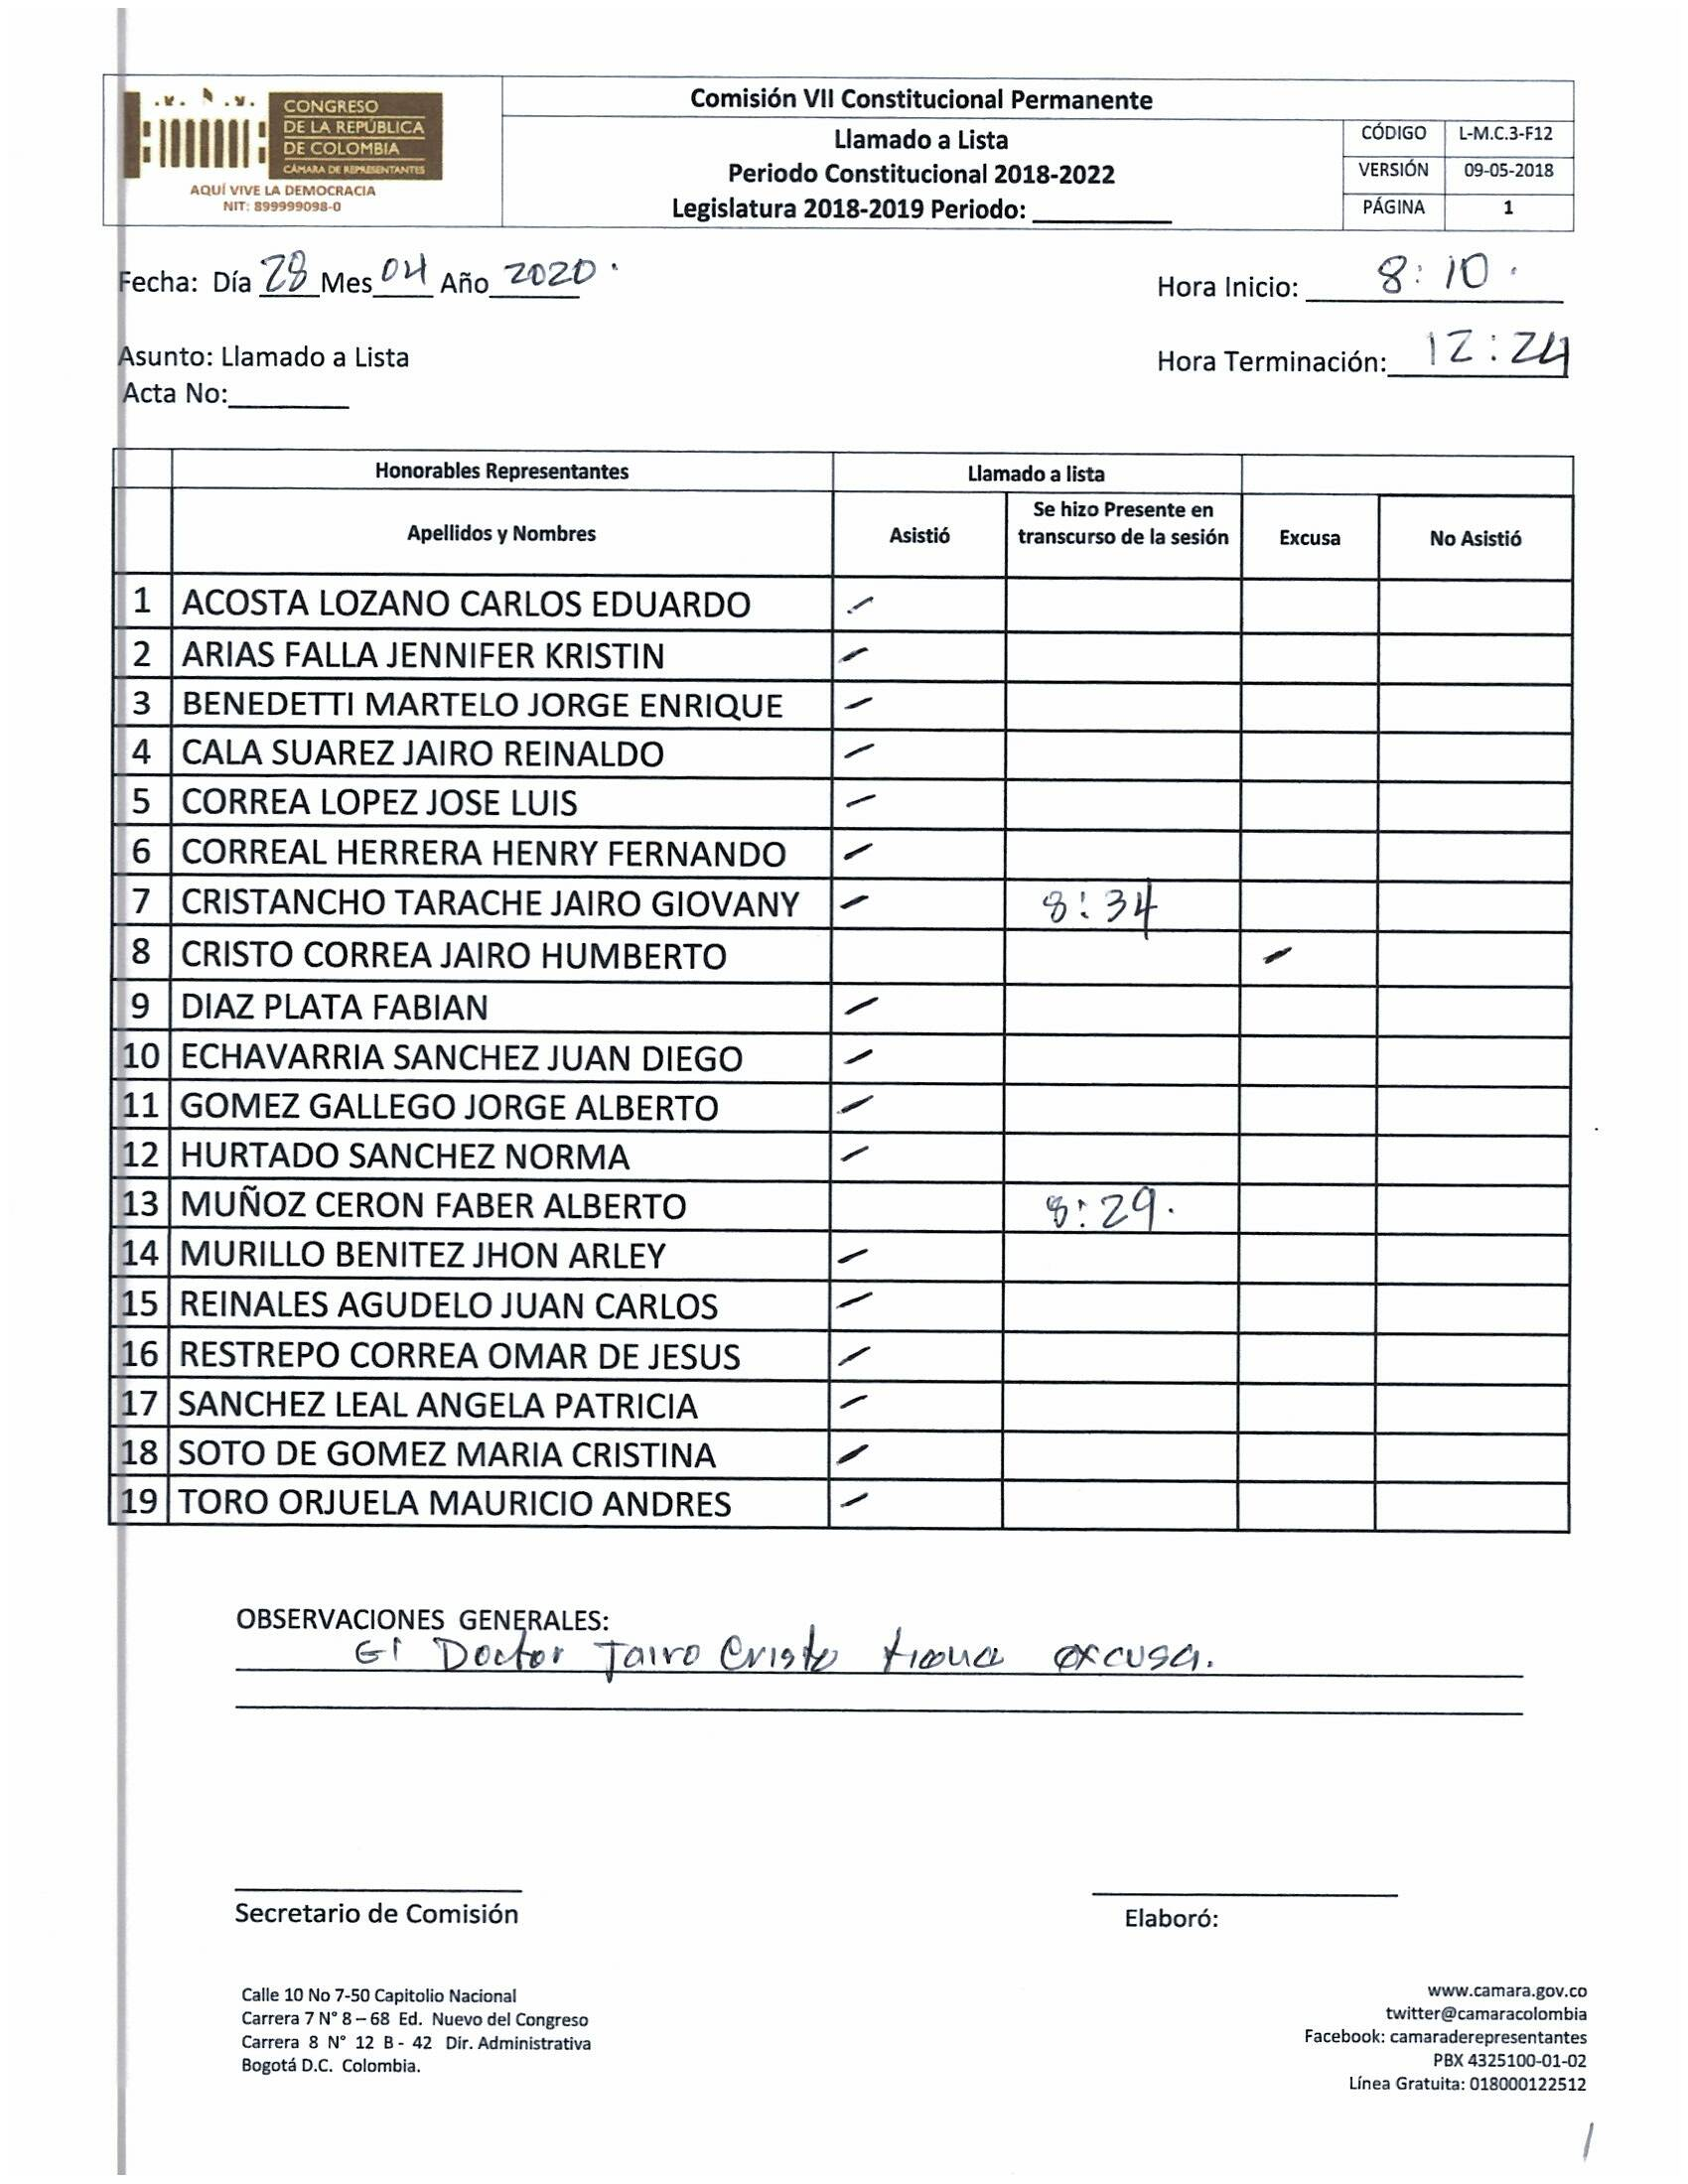 CONGRESO
DE LA REPÚBLICA
DE COLOMBIA
CÁMARA DE REPRESENTANTES
AQUÍ VIVE LA DEMOCRACIA
NIT: 899999098-0
Comisión VII Constitucional Permanente
Llamado a Lista
Periodo Constitucional 2018-2022
Legislatura 2018-2019 Periodo:
CÓDIGO L-M.C.3-F12
VERSIÓN 09-05-2018
PÁGINA 1
Fecha: Día 28 Mes 04 Año 2020.
Hora Inicio: 8:10.
Asunto: Llamado a Lista
Hora Terminación: 12:24
Acta No:
Honorables Representantes Llamado a lista
Apellidos y Nombres Asistió Se hizo Presente en transcurso de la sesión Excusa No Asistió
1 ACOSTA LOZANO CARLOS EDUARDO
2 ARIAS FALLA JENNIFER KRISTIN
3 BENEDETTI MARTELO JORGE ENRIQUE
4 CALA SUAREZ JAIRO REINALDO
5 CORREA LOPEZ JOSE LUIS
6 CORREAL HERRERA HENRY FERNANDO
7 CRISTANCHO TARACHE JAIRO GIOVANY 8:34
8 CRISTO CORREA JAIRO HUMBERTO
9 DIAZ PLATA FABIAN
10 ECHAVARRIA SANCHEZ JUAN DIEGO
11 GOMEZ GALLEGO JORGE ALBERTO
12 HURTADO SANCHEZ NORMA
13 MUÑOZ CERON FABER ALBERTO 8:29.
14 MURILLO BENITEZ JHON ARLEY
15 REINALES AGUDELO JUAN CARLOS
16 RESTREPO CORREA OMAR DE JESUS
17 SANCHEZ LEAL ANGELA PATRICIA
18 SOTO DE GOMEZ MARIA CRISTINA
19 TORO ORJUELA MAURICIO ANDRES
OBSERVACIONES GENERALES:
El Doctor Jairo Cristo tiene excusa.
Secretario de Comisión
Elaboró:
Calle 10 No 7-50 Capitolio Nacional
Carrera 7 N° 8 – 68 Ed. Nuevo del Congreso
Carrera 8 N° 12 B - 42 Dir. Administrativa
Bogotá D.C. Colombia.
www.camara.gov.co
twitter@camaracolombia
Facebook: camaraderepresentantes
PBX 4325100-01-02
Línea Gratuita: 018000122512
1